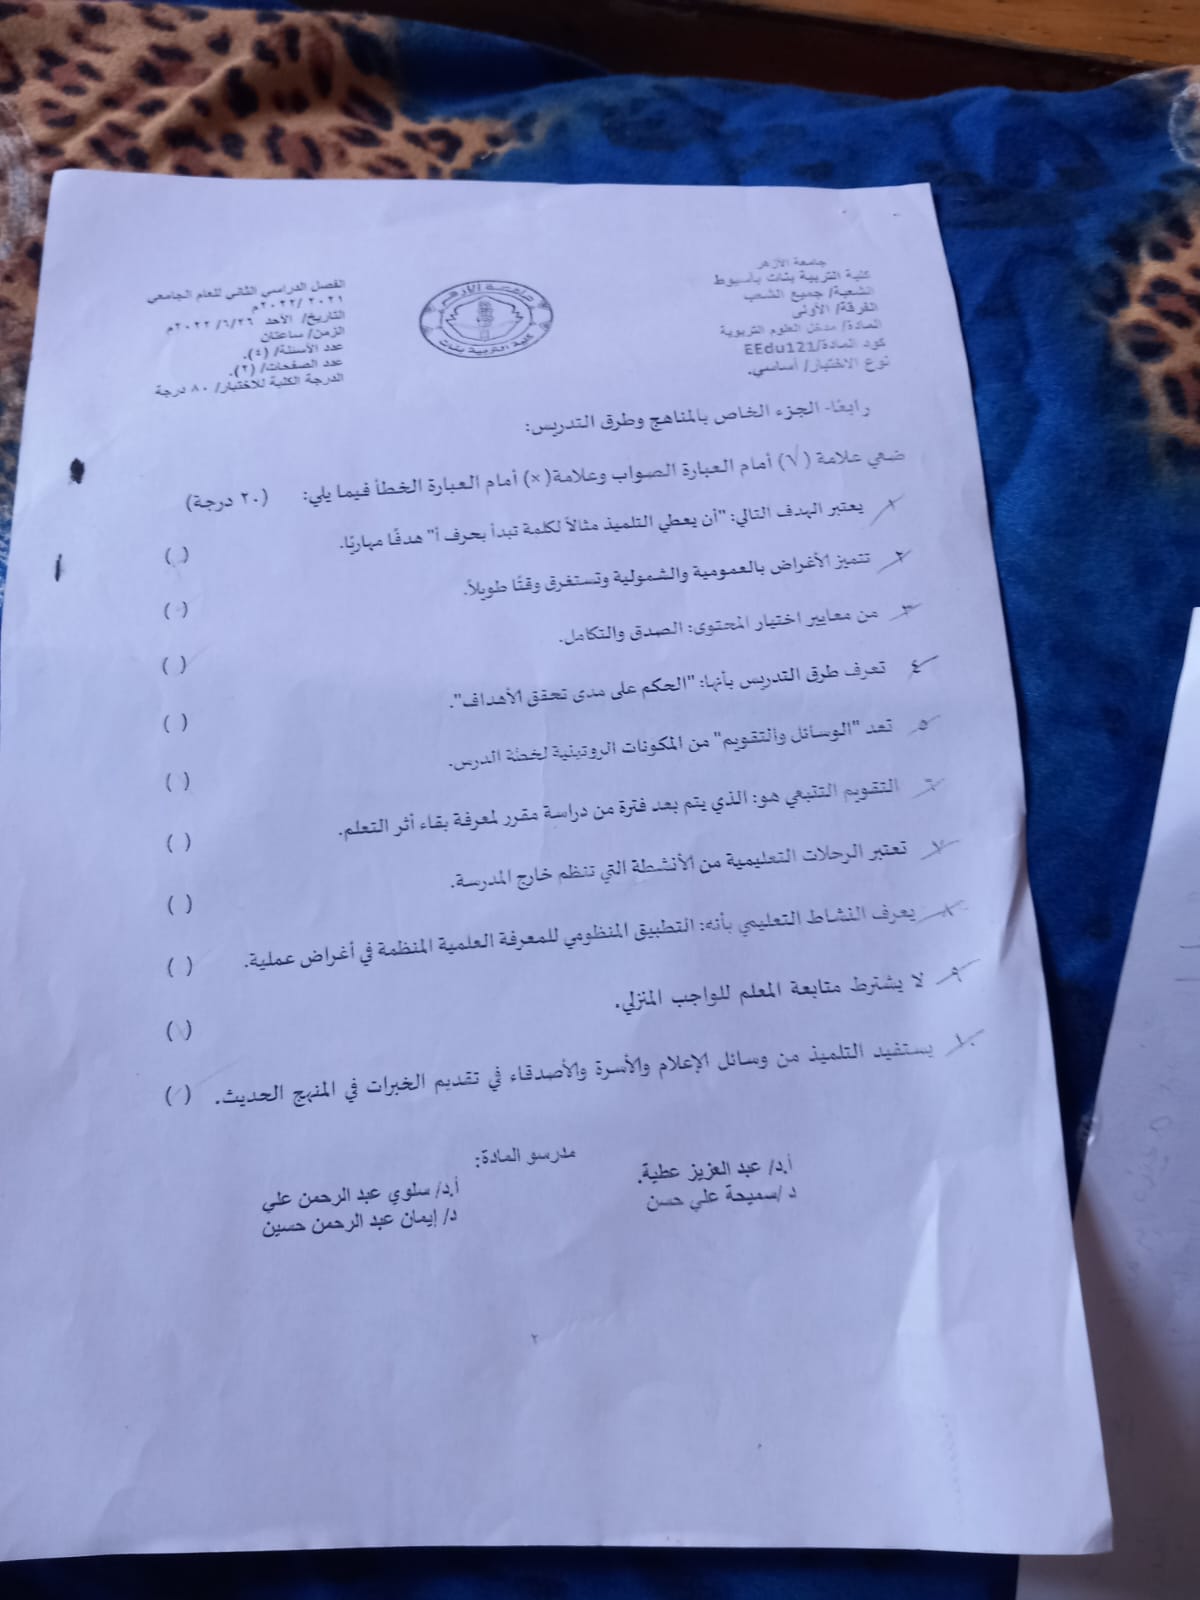 جامعة الأزهر
كلية التربية بنات بأسيوط
الشعبة/ جميع الشعب
الفرقة/ الأولى
المادة/ مدخل العلوم التربوية
كود المادة/EEdu121
نوع الاختبار/ أساسي.
جامعة الأزهر
كلية التربية بنات
الفصل الدراسي الثاني للعام الجامعي
٢٠٢١ /٢٠٢٢م
التاريخ/ الأحد ٢٠٢٢/٦/٢٦م
الزمن/ ساعتان
عدد الأسئلة/ (٤).
عدد الصفحات/ (٢).
الدرجة الكلية للاختبار/ ٨٠ درجة
رابعًا- الجزء الخاص بالمناهج وطرق التدريس:
ضعي علامة (√) أمام العبارة الصواب وعلامة(×) أمام العبارة الخطأ فيما يلي: (٢٠ درجة)
١- يعتبر الهدف التالي: "أن يعطي التلميذ مثالاً لكلمة تبدأ بحرف أ" هدفًا مهاريًا. ( )
٢- تتميز الأغراض بالعمومية والشمولية وتستغرق وقتًا طويلاً. ( )
٣- من معايير اختيار المحتوى: الصدق والتكامل. ( )
٤- تعرف طرق التدريس بأنها: "الحكم على مدى تحقق الأهداف". ( )
٥- تعد "الوسائل والتقويم" من المكونات الروتينية لخطة الدرس. ( )
٦- التقويم التتبعي هو: الذي يتم بعد فترة من دراسة مقرر لمعرفة بقاء أثر التعلم. ( )
٧- تعتبر الرحلات التعليمية من الأنشطة التي تنظم خارج المدرسة. ( )
٨- يعرف النشاط التعليمي بأنه: التطبيق المنظومي للمعرفة العلمية المنظمة في أغراض عملية. ( )
٩- لا يشترط متابعة المعلم للواجب المنزلي. ( )
١٠- يستفيد التلميذ من وسائل الإعلام والأسرة والأصدقاء في تقديم الخبرات في المنهج الحديث. ( )
مدرسو المادة:
أ.د/ عبد العزيز عطية. أ.د/ سلوي عبد الرحمن علي
د /سميحة علي حسن د/ إيمان عبد الرحمن حسين
٢